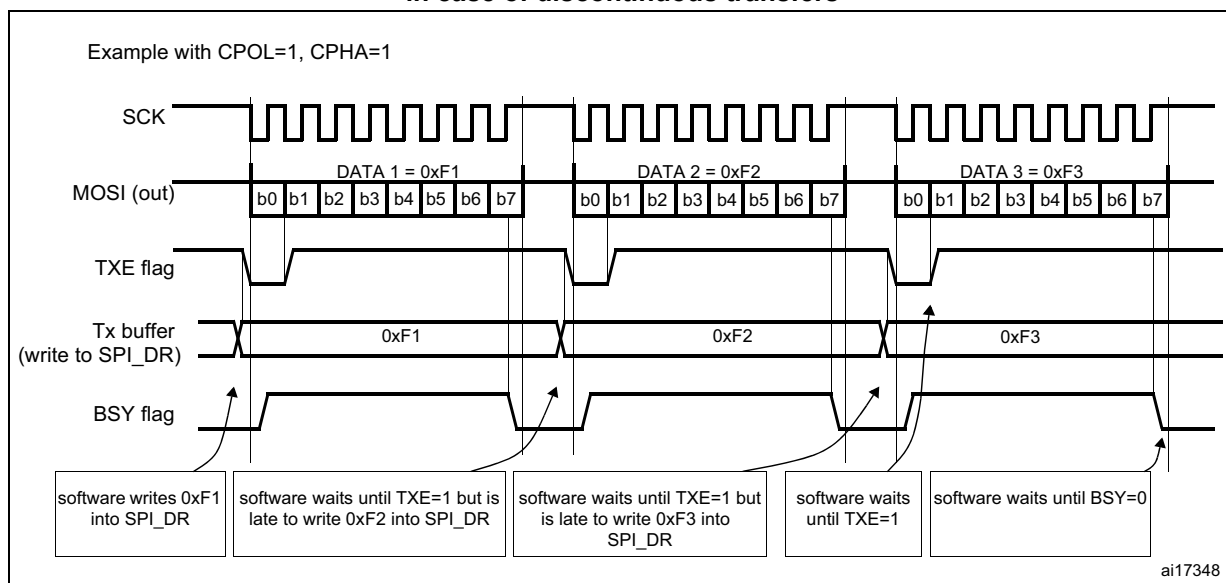 in case of discontinuous transfers
Example with CPOL=1, CPHA=1
SCK
DATA 1 = 0xF1
DATA 2 = 0xF2
DATA 3 = 0xF3
MOSI (out)
b0 b1 b2 b3 b4 b5 b6 b7
b0 b1 b2 b3 b4 b5 b6 b7
b0 b1 b2 b3 b4 b5 b6 b7
TXE flag
Tx buffer
(write to SPI_DR)
0xF1
0xF2
0xF3
BSY flag
software writes 0xF1
into SPI_DR
software waits until TXE=1 but is
late to write 0xF2 into SPI_DR
software waits until TXE=1 but
is late to write 0xF3 into
SPI_DR
software waits
until TXE=1
software waits until BSY=0
ai17348